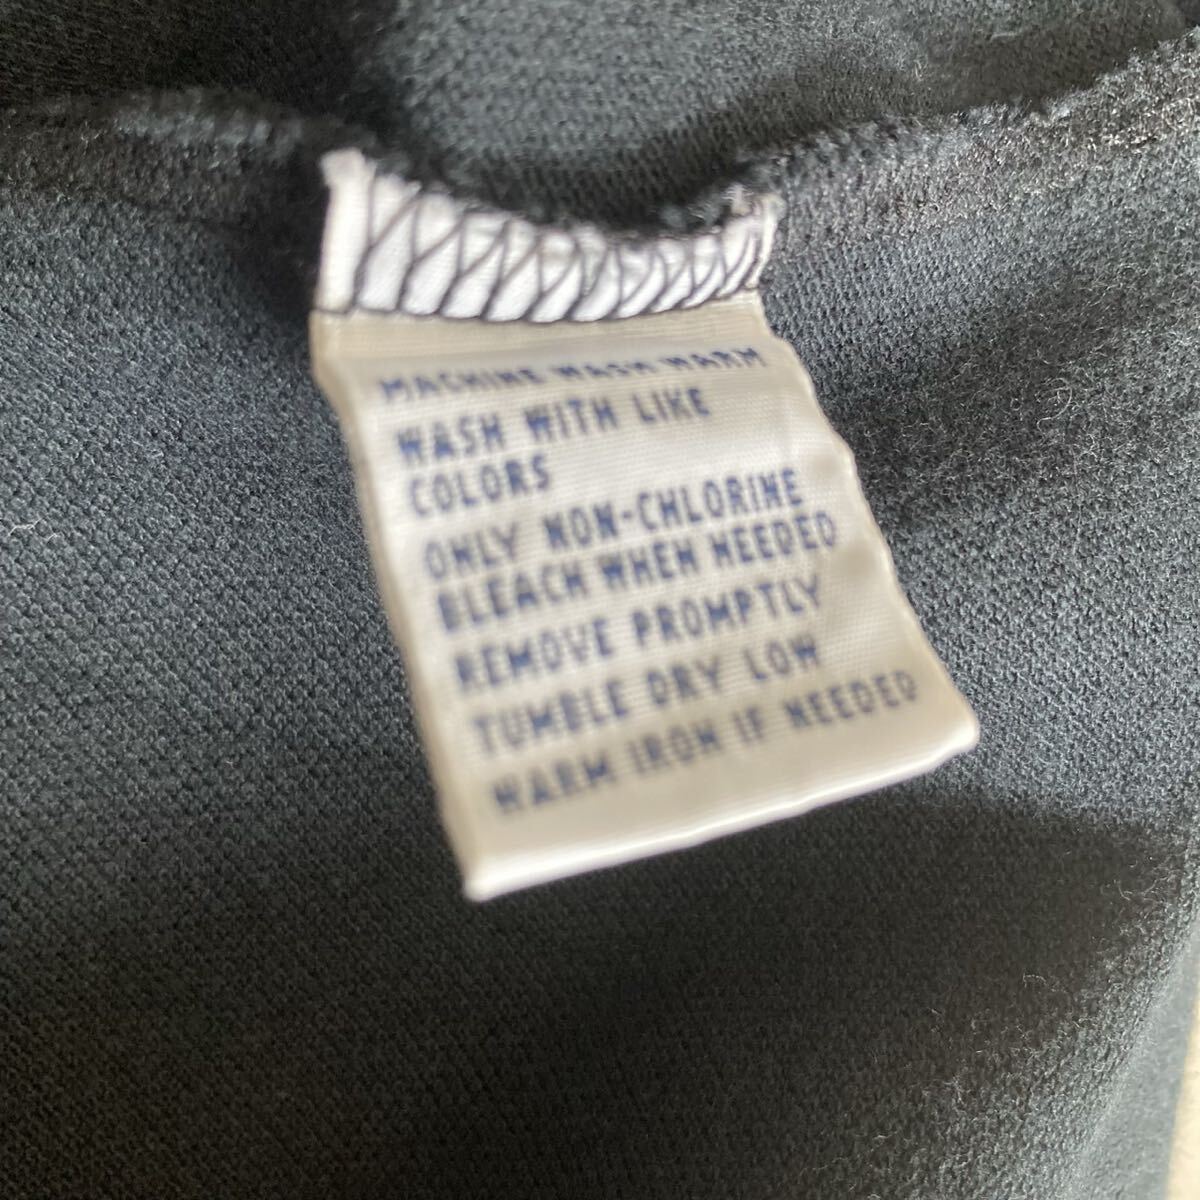 MACHINE WASH WARM
WASH WITH LIKE
COLORS
ONLY NON-CHLORINE
BLEACH WHEN NEEDED
REMOVE PROMPTLY
TUMBLE DRY LOW
WARM IRON IF NEEDED